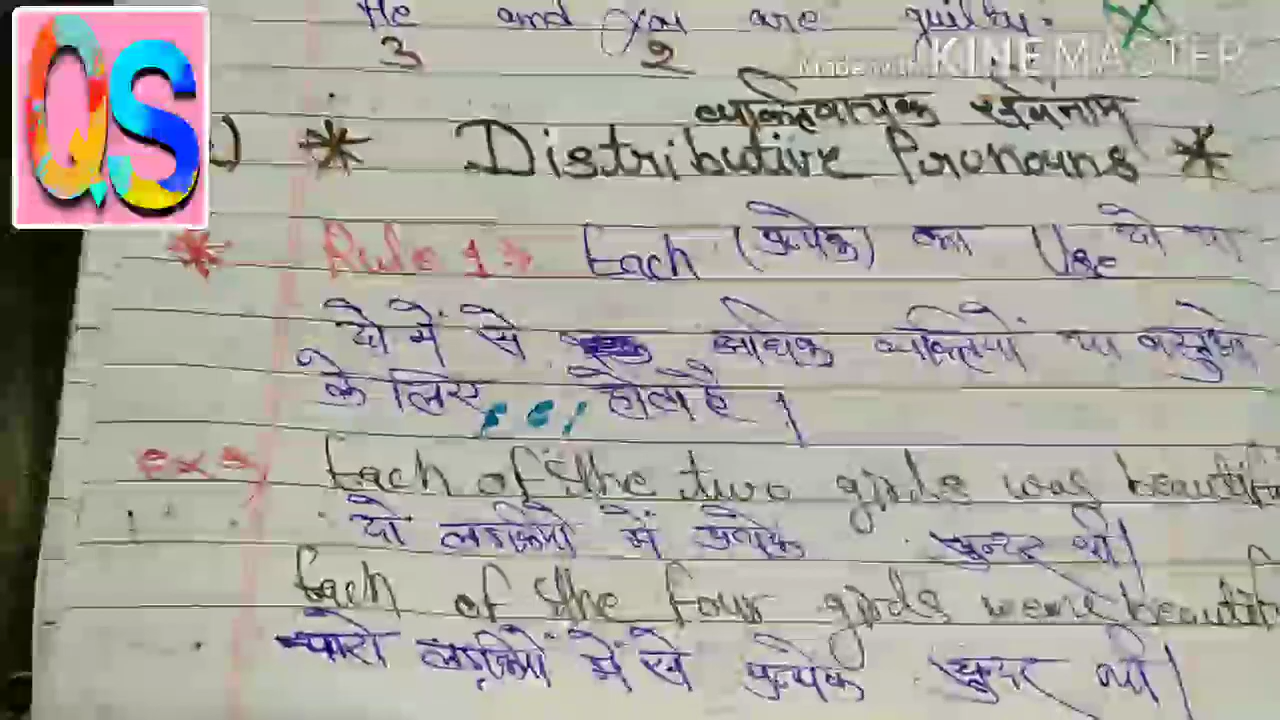 He and you are guilty.
3 2
Made with KINEMASTER
QS
व्यक्तिवाचक सर्वनाम
* Distributive Pronouns *
* Rule 1 → Each (प्रत्येक) का Use दो या
दो में से अधिक व्यक्तियों या वस्तुओ
के लिए होता है।
ex → Each of the two girls was beautif
दो लड़कियों में प्रत्येक सुन्दर थी।
Each of the four girls were beautif
चारो लड़कियों में से प्रत्येक सुन्दर थी।